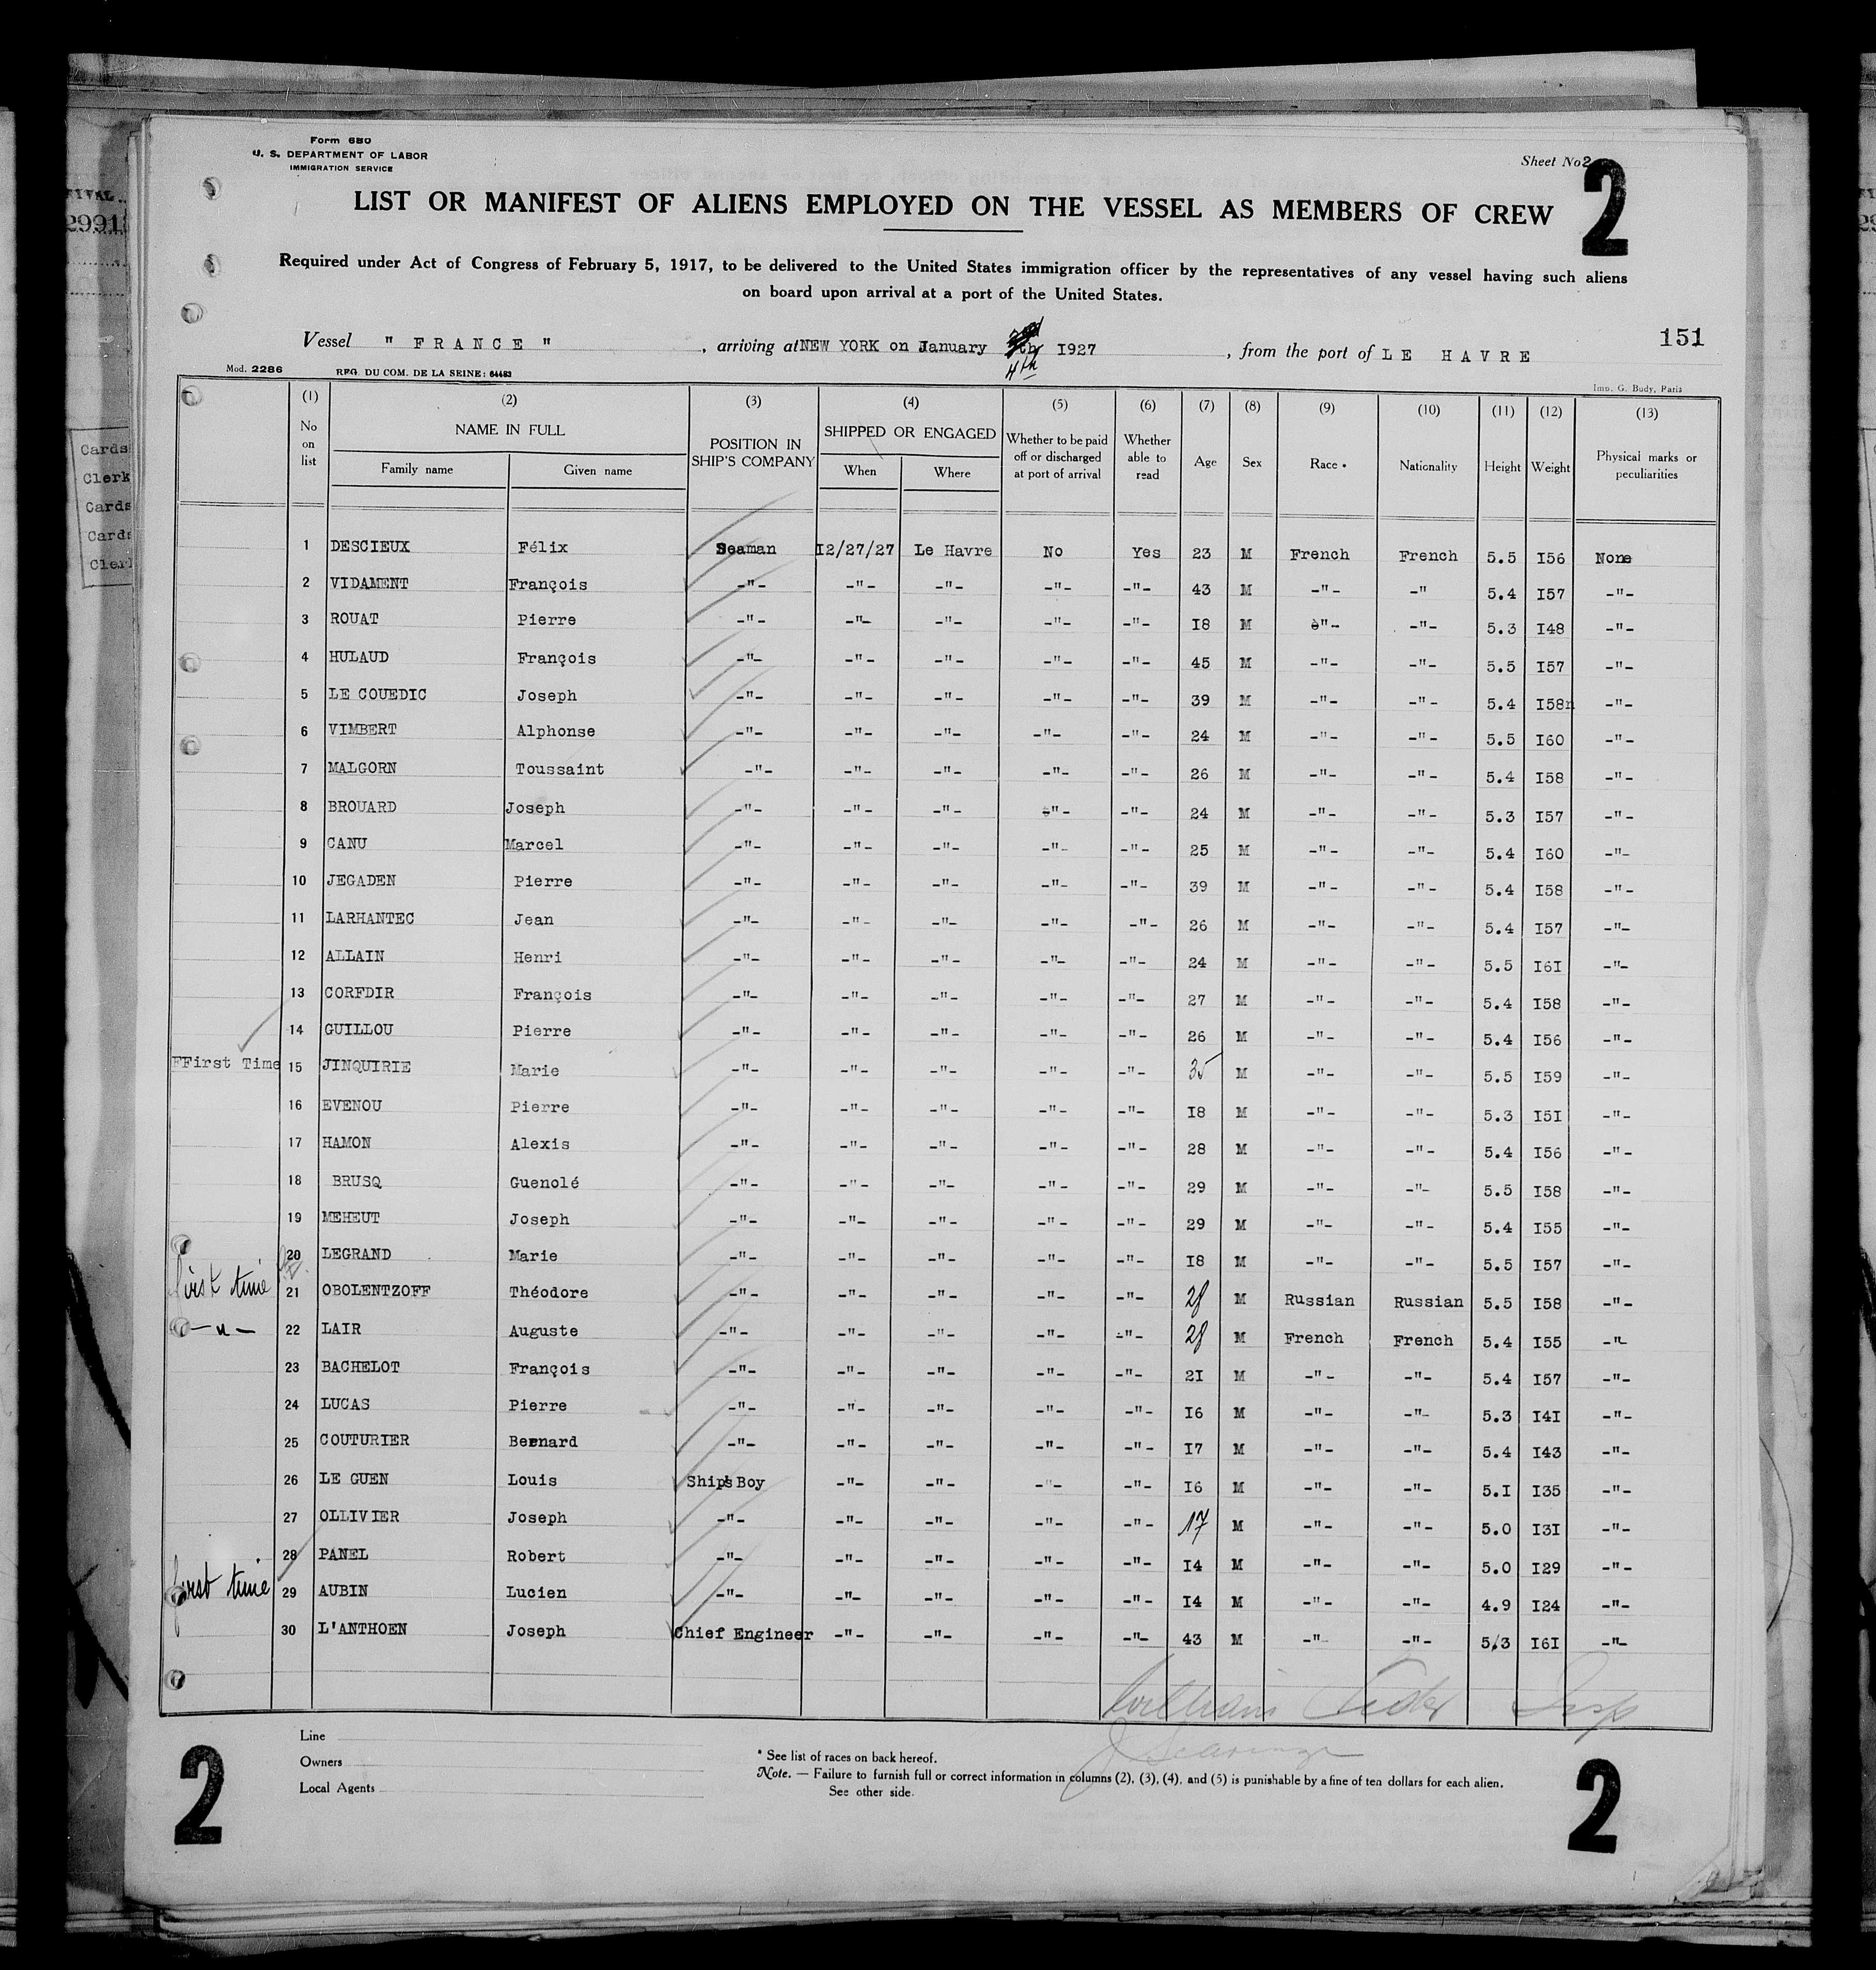 Form 680
U. S. DEPARTMENT OF LABOR
IMMIGRATION SERVICE
Sheet No 2
2
LIST OR MANIFEST OF ALIENS EMPLOYED ON THE VESSEL AS MEMBERS OF CREW
Required under Act of Congress of February 5, 1917, to be delivered to the United States immigration officer by the representatives of any vessel having such aliens
on board upon arrival at a port of the United States.
151
Vessel " F R A N C E " , arriving at NEW YORK on January 4th I927 , from the port of L E  H A V R E
Mod. 2286 REG. DU COM. DE LA SEINE: 64483 Imp. G. Budy, Paris
(1) (2) (3) (4) (5) (6) (7) (8) (9) (10) (11) (12) (13)
No on list NAME IN FULL Family name Given name POSITION IN SHIP'S COMPANY SHIPPED OR ENGAGED When Where Whether to be paid off or discharged at port of arrival Whether able to read Age Sex Race * Nationality Height Weight Physical marks or peculiarities
1 DESCIEUX Félix Seaman I2/27/27 Le Havre No Yes 23 M French French 5.5 I56 None
2 VIDAMENT François -"- -"- -"- -"- -"- 43 M -"- -" 5.4 I57 -"-
3 ROUAT Pierre -"- -"- -"- -"- -"- I8 M -"- -"- 5.3 I48 -"-
4 HULAUD François -"- -"- -"- -"- -"- 45 M -"- -"- 5.5 I57 -"-
5 LE COUEDIC Joseph -"- -"- -"- -"- -"- 39 M -"- -"- 5.4 I58n -"-
6 VIMBERT Alphonse -"- -"- -"- -"- -"- 24 M -"- -"- 5.5 I60 -"-
7 MALGORN Toussaint -"- -"- -"- -"- -"- 26 M -"- -"- 5.4 I58 -"-
8 BROUARD Joseph -"- -"- -"- -"- -"- 24 M -"- -"- 5.3 I57 -"-
9 CANU Marcel -"- -"- -"- -"- -"- 25 M -"- -"- 5.4 I60 -"-
10 JEGADEN Pierre -"- -"- -"- -"- -"- 39 M -"- -"- 5.4 I58 -"-
11 LARHANTEC Jean -"- -"- -"- -"- -"- 26 M -"- -"- 5.4 I57 -"-
12 ALLAIN Henri -"- -"- -"- -"- -"- 24 M -"- -"- 5.5 I6I -"-
13 CORFDIR François -"- -"- -"- -"- -"- 27 M -"- -"- 5.4 I58 -"-
14 GUILLOU Pierre -"- -"- -"- -"- -"- 26 M -"- -"- 5.4 I56 -"-
FFirst Time 15 JINQUIRIE Marie -"- -"- -"- -"- -"- 35 M -"- -"- 5.5 I59 -"-
16 EVENOU Pierre -"- -"- -"- -"- -"- I8 M -"- -"- 5.3 I5I -"-
17 HAMON Alexis -"- -"- -"- -"- -"- 28 M -"- -"- 5.4 I56 -"-
18 BRUSQ Guenolé -"- -"- -"- -"- -"- 29 M -"- -"- 5.5 I58 -"-
19 MEHEUT Joseph -"- -"- -"- -"- -"- 29 M -"- -"- 5.4 I55 -"-
20 LEGRAND Marie -"- -"- -"- -"- -"- I8 M -"- -"- 5.5 I57 -"-
first time 21 OBOLENTZOFF Théodore -"- -"- -"- -"- -"- 28 M Russian Russian 5.5 I58 -"-
-"- 22 LAIR Auguste -"- -"- -"- -"- -"- 28 M French French 5.4 I55 -"-
23 BACHELOT François -"- -"- -"- -"- -"- 2I M -"- -"- 5.4 I57 -"-
24 LUCAS Pierre -"- -"- -"- -"- -"- I6 M -"- -"- 5.3 I4I -"-
25 COUTURIER Bernard -"- -"- -"- -"- -"- I7 M -"- -"- 5.4 I43 -"-
26 LE GUEN Louis Ship's Boy -"- -"- -"- -"- I6 M -"- -"- 5.I I35 -"-
27 OLLIVIER Joseph -"- -"- -"- -"- -"- 17 M -"- -"- 5.0 I3I -"-
28 PANEL Robert -"- -"- -"- -"- -"- I4 M -"- -"- 5.0 I29 -"-
first time 29 AUBIN Lucien -"- -"- -"- -"- -"- I4 M -"- -"- 4.9 I24 -"-
30 L'ANTHOEN Joseph Chief Engineer -"- -"- -"- -"- 43 M -"- -"- 5/3 I6I -"-
William Insp
Line
Owners
Local Agents
* See list of races on back hereof.
Note. — Failure to furnish full or correct information in columns (2), (3), (4), and (5) is punishable by a fine of ten dollars for each alien.
See other side.
2
2
29918
Cards
Clerk
Cards
Cards